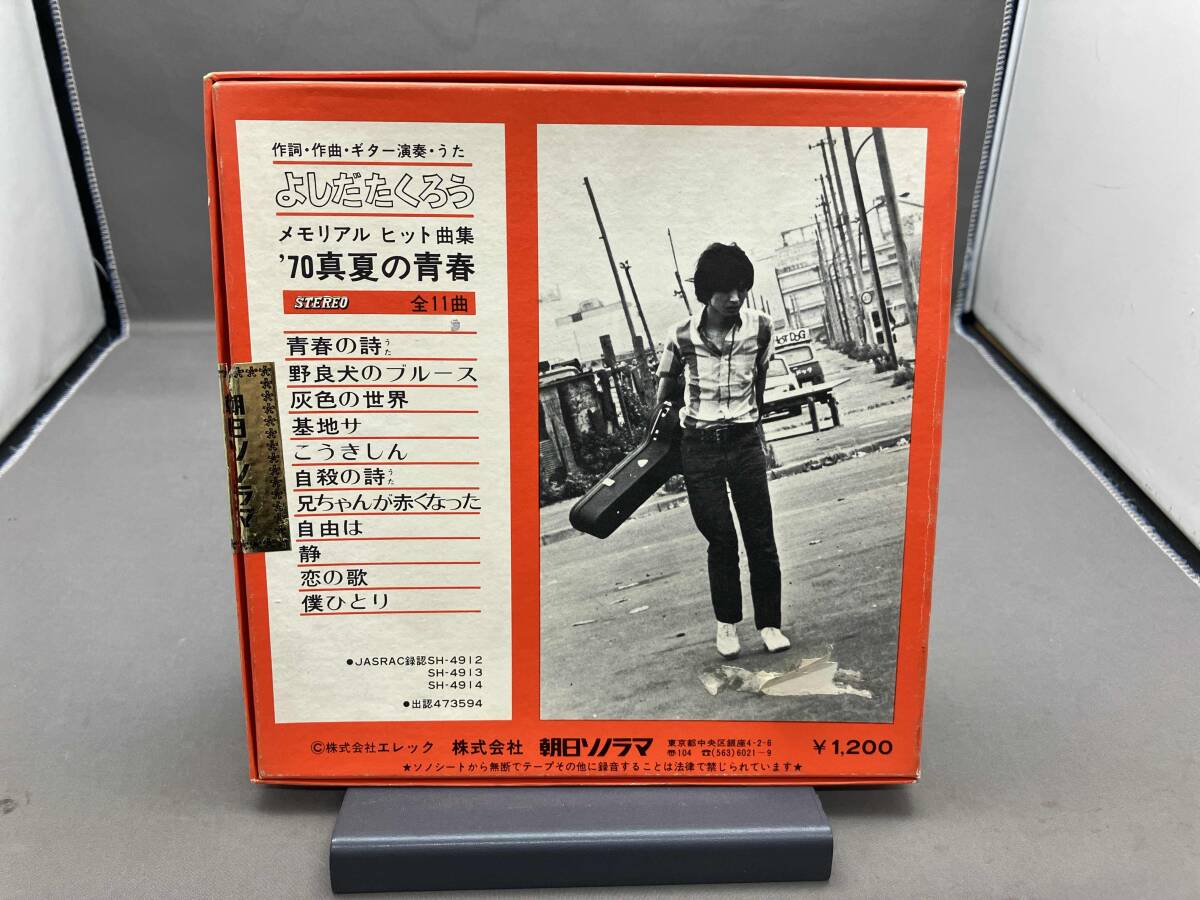 作詞・作曲・ギター演奏・うた
よしだたくろう
メモリアル ヒット曲集
'70真夏の青春
STEREO 全11曲
青春の詩うた
野良犬のブルース
灰色の世界
基地サ
こうきしん
自殺の詩うた
兄ちゃんが赤くなった
自由は
静
恋の歌
僕ひとり
●JASRAC録認SH-4912
SH-4913
SH-4914
●出認473594
朝日ソノラマ
HOT DOG
©株式会社エレック 株式会社 朝日ソノラマ 東京都中央区銀座4-2-6 ¥1,200
〠104 ☎(563)6021〜9
★ソノシートから無断でテープその他に録音することは法律で禁じられています★